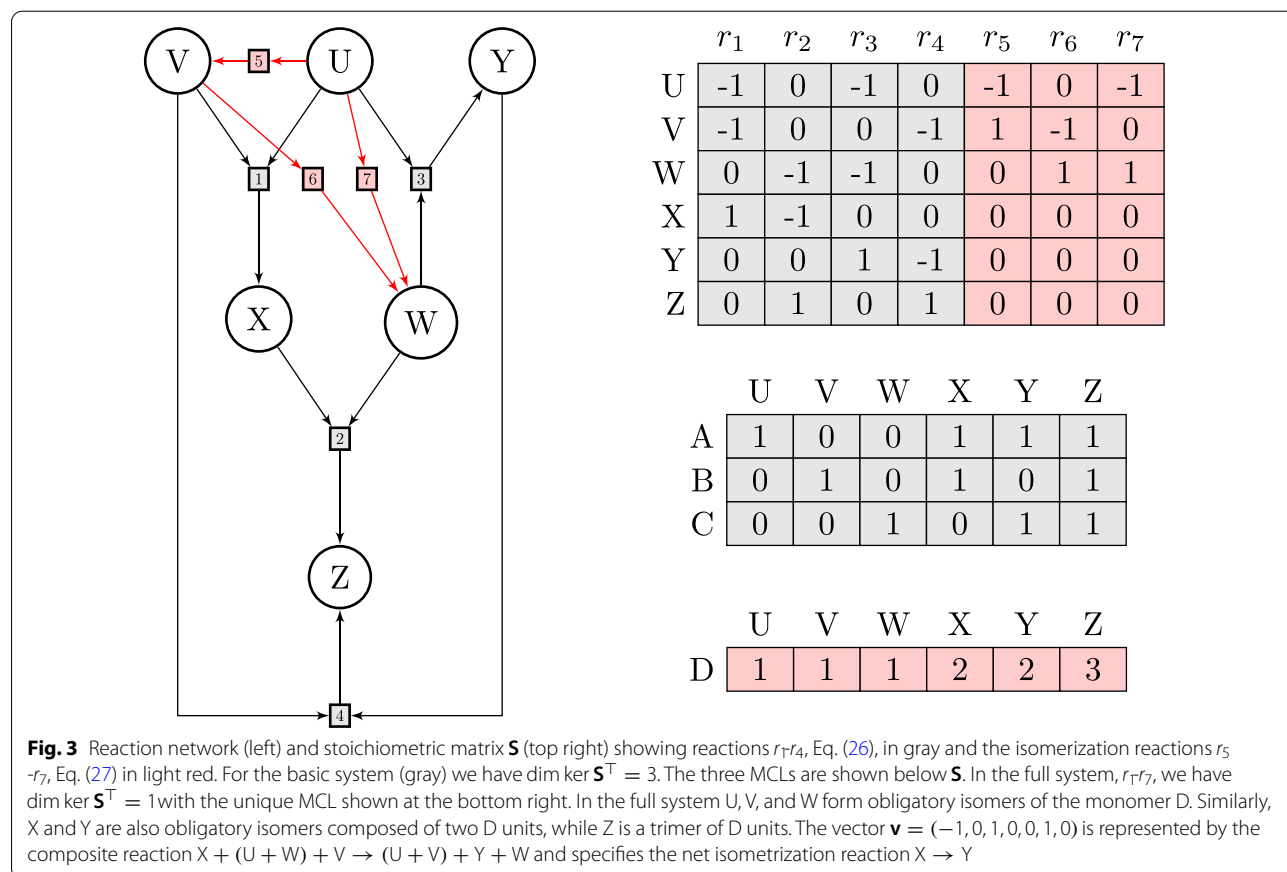 V 5 U Y
1 6 7 3
X W
2
Z
4
r1 r2 r3 r4 r5 r6 r7
U -1 0 -1 0 -1 0 -1
V -1 0 0 -1 1 -1 0
W 0 -1 -1 0 0 1 1
X 1 -1 0 0 0 0 0
Y 0 0 1 -1 0 0 0
Z 0 1 0 1 0 0 0
U V W X Y Z
A 1 0 0 1 1 1
B 0 1 0 1 0 1
C 0 0 1 0 1 1
U V W X Y Z
D 1 1 1 2 2 3
Fig. 3 Reaction network (left) and stoichiometric matrix S (top right) showing reactions r1-r4, Eq. (26), in gray and the isomerization reactions r5
-r7, Eq. (27) in light red. For the basic system (gray) we have dim ker S⊤ = 3. The three MCLs are shown below S. In the full system, r1-r7, we have
dim ker S⊤ = 1with the unique MCL shown at the bottom right. In the full system U, V, and W form obligatory isomers of the monomer D. Similarly,
X and Y are also obligatory isomers composed of two D units, while Z is a trimer of D units. The vector v = (−1, 0, 1, 0, 0, 1, 0) is represented by the
composite reaction X + (U + W) + V → (U + V) + Y + W and specifies the net isometrization reaction X → Y